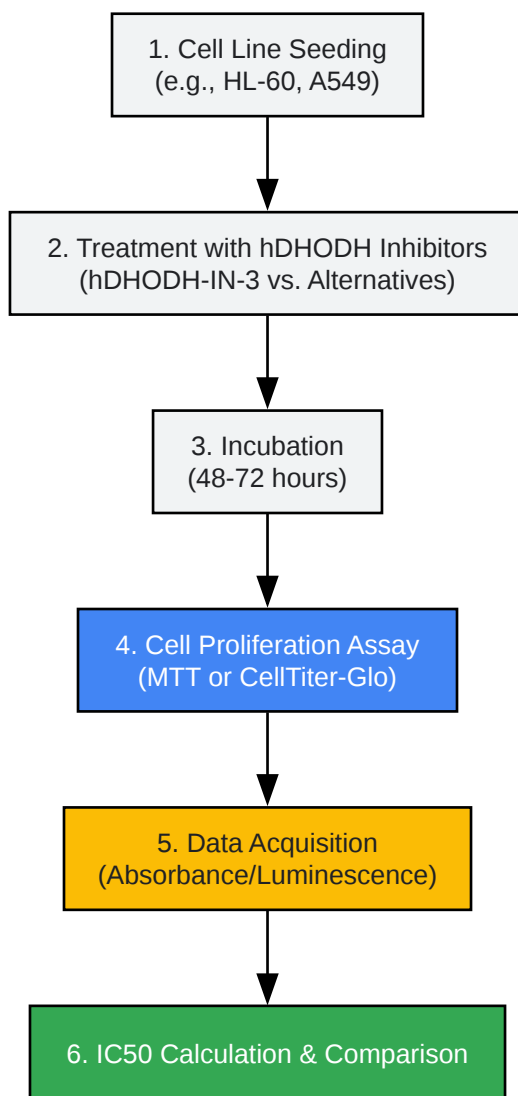 1. Cell Line Seeding
(e.g., HL-60, A549)
2. Treatment with hDHODH Inhibitors
(hDHODH-IN-3 vs. Alternatives)
3. Incubation
(48-72 hours)
4. Cell Proliferation Assay
(MTT or CellTiter-Glo)
5. Data Acquisition
(Absorbance/Luminescence)
6. IC50 Calculation & Comparison